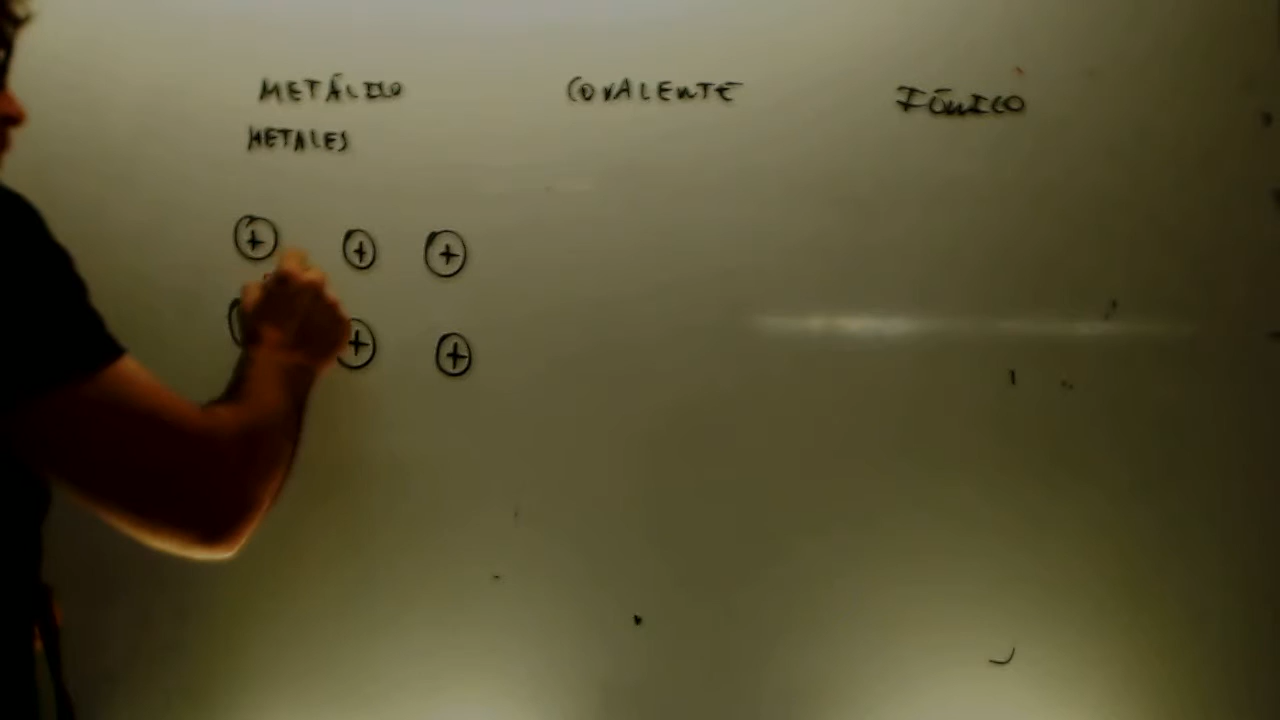 METÁLICO COVALENTE IÓNICO
METALES
+ + +
+ +